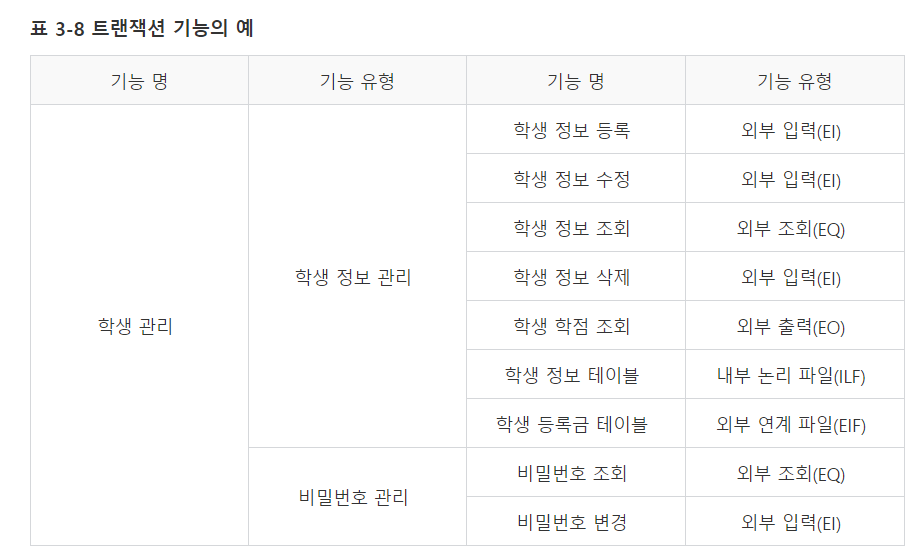 표 3-8 트랜잭션 기능의 예
기능 명 기능 유형 기능 명 기능 유형
학생 관리 학생 정보 관리 학생 정보 등록 외부 입력(EI)
학생 정보 수정 외부 입력(EI)
학생 정보 조회 외부 조회(EQ)
학생 정보 삭제 외부 입력(EI)
학생 학점 조회 외부 출력(EO)
학생 정보 테이블 내부 논리 파일(ILF)
학생 등록금 테이블 외부 연계 파일(EIF)
비밀번호 관리 비밀번호 조회 외부 조회(EQ)
비밀번호 변경 외부 입력(EI)